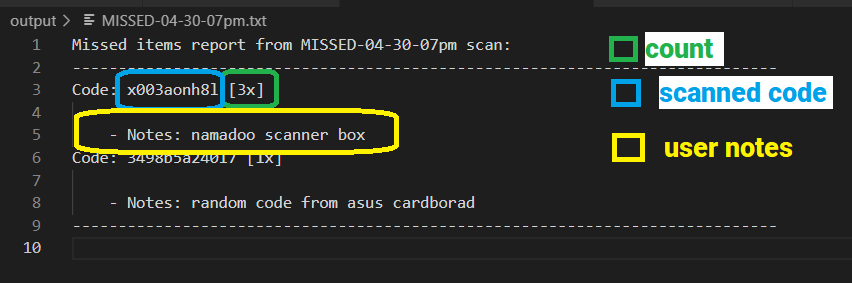 output > MISSED-04-30-07pm.txt
1 Missed items report from MISSED-04-30-07pm scan:
2 ----------------------------------------------------------------------------
3 Code: x003aonh8l [3x]
4
5 - Notes: namadoo scanner box
6 Code: 3498b5a24017 [1x]
7
8 - Notes: random code from asus cardborad
9 ----------------------------------------------------------------------------
10
count
scanned code
user notes